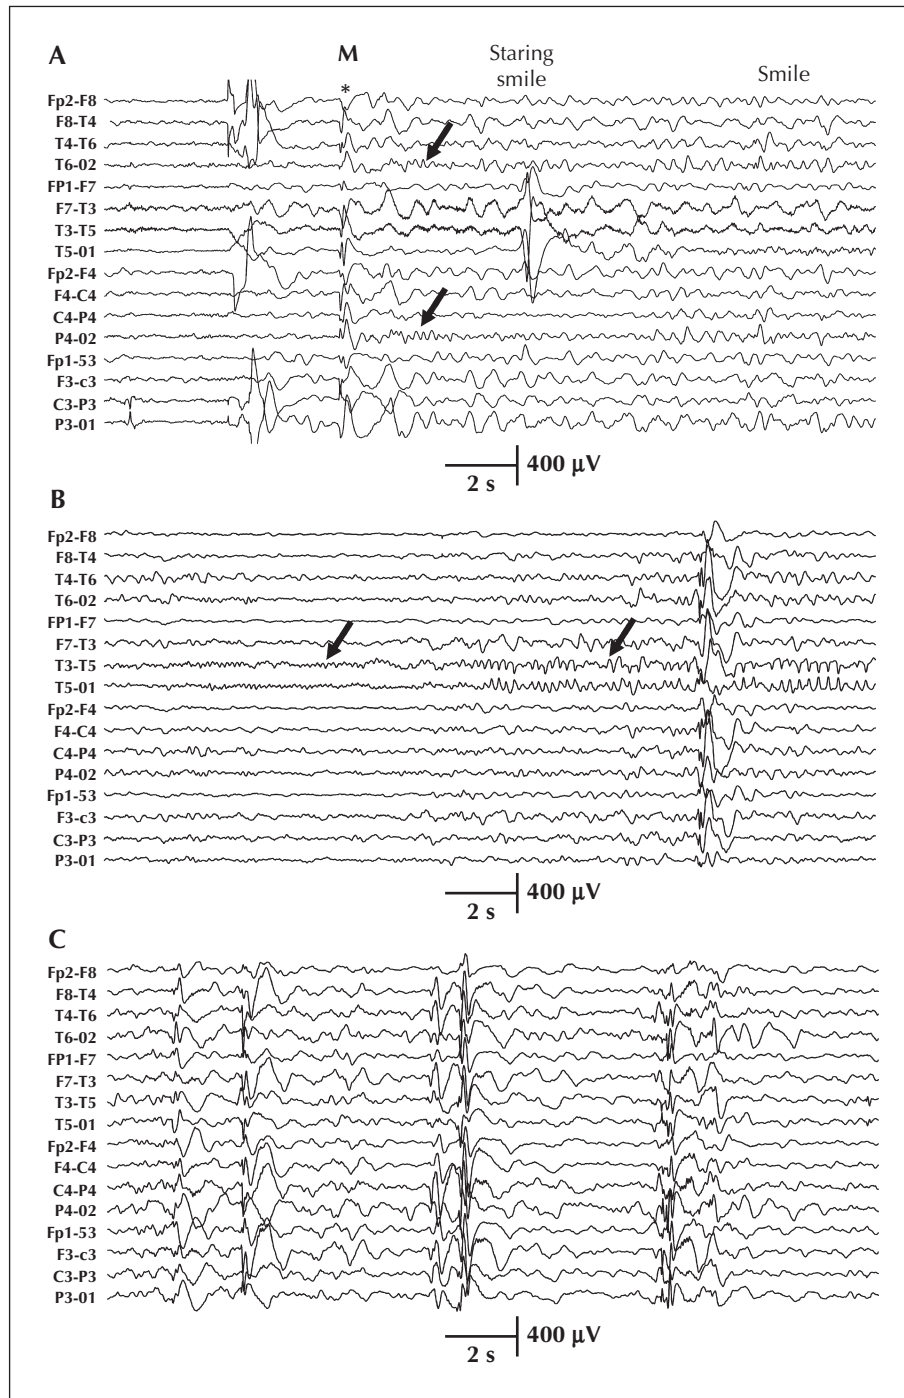 A
M
Staring
smile
Smile
*
Fp2-F8
F8-T4
T4-T6
T6-02
FP1-F7
F7-T3
T3-T5
T5-01
Fp2-F4
F4-C4
C4-P4
P4-02
Fp1-53
F3-c3
C3-P3
P3-01
400 µV
2 s
B
Fp2-F8
F8-T4
T4-T6
T6-02
FP1-F7
F7-T3
T3-T5
T5-01
Fp2-F4
F4-C4
C4-P4
P4-02
Fp1-53
F3-c3
C3-P3
P3-01
400 µV
2 s
C
Fp2-F8
F8-T4
T4-T6
T6-02
FP1-F7
F7-T3
T3-T5
T5-01
Fp2-F4
F4-C4
C4-P4
P4-02
Fp1-53
F3-c3
C3-P3
P3-01
400 µV
2 s